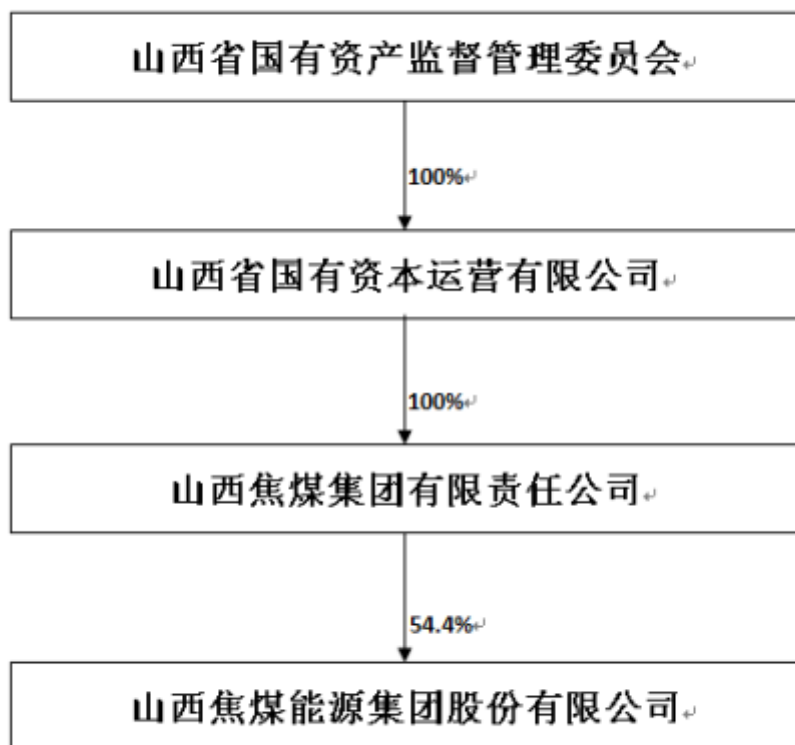 山西省国有资产监督管理委员会
100%
山西省国有资本运营有限公司
100%
山西焦煤集团有限责任公司
54.4%
山西焦煤能源集团股份有限公司